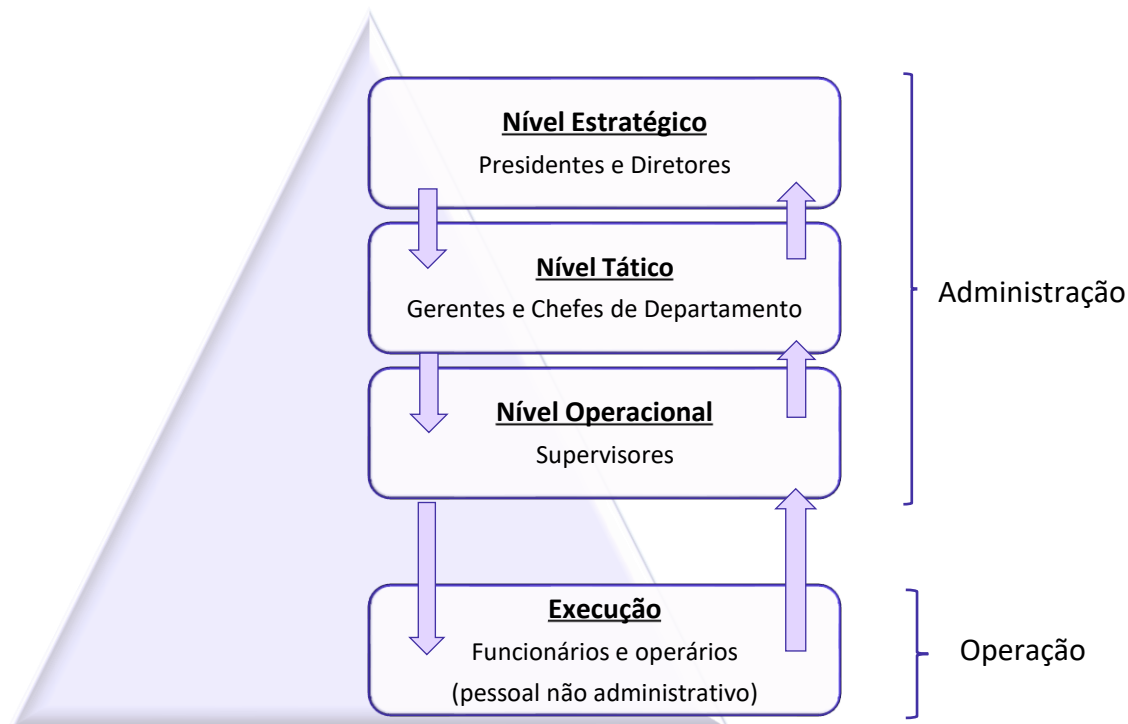 Nível Estratégico
Presidentes e Diretores
Nível Tático
Gerentes e Chefes de Departamento
Administração
Nível Operacional
Supervisores
Execução
Funcionários e operários
(pessoal não administrativo)
Operação